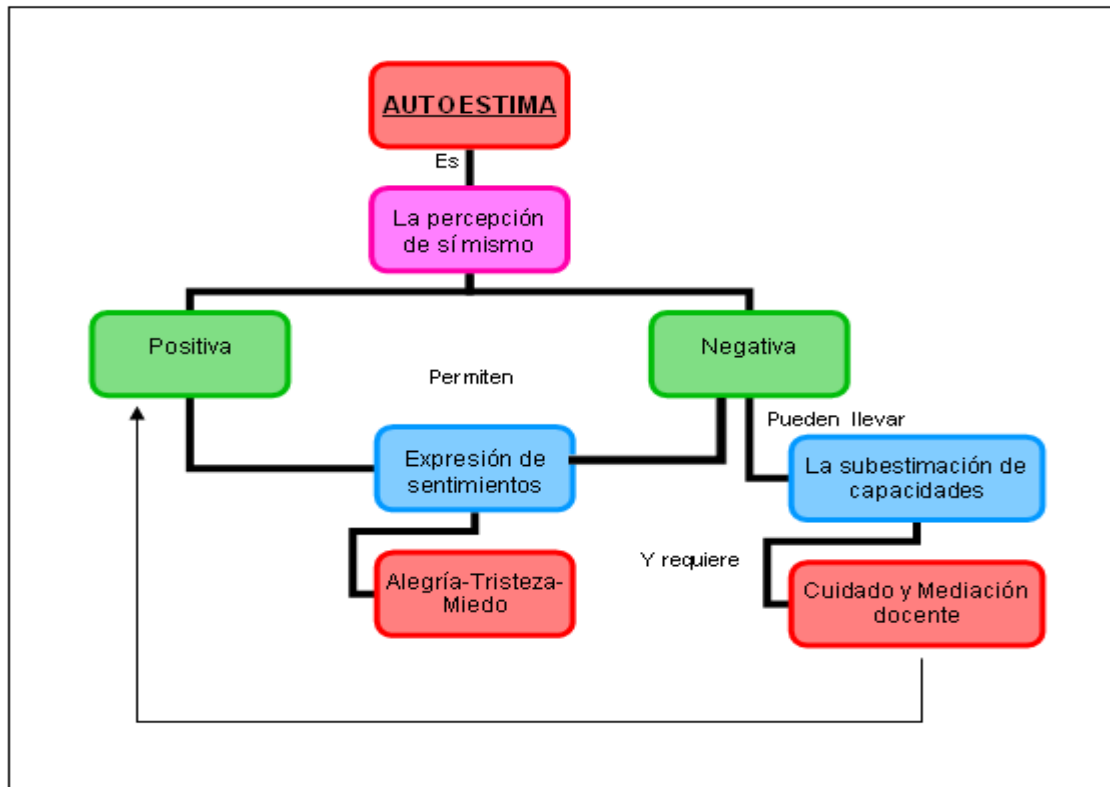 AUTOESTIMA
Es
La percepción
de sí mismo
Positiva
Negativa
Permiten
Pueden llevar
Expresión de
sentimientos
La subestimación de
capacidades
Alegría-Tristeza-
Miedo
Y requiere
Cuidado y Mediación
docente